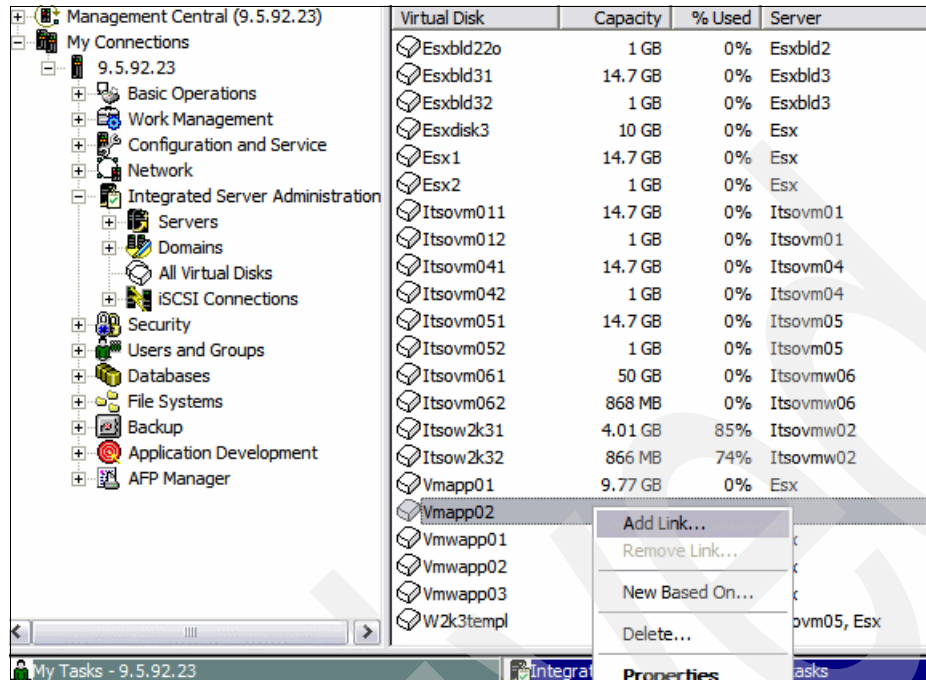 Management Central (9.5.92.23)
My Connections
9.5.92.23
Basic Operations
Work Management
Configuration and Service
Network
Integrated Server Administration
Servers
Domains
All Virtual Disks
iSCSI Connections
Security
Users and Groups
Databases
File Systems
Backup
Application Development
AFP Manager
Virtual Disk Capacity % Used Server
Esxbld22o 1 GB 0% Esxbld2
Esxbld31 14.7 GB 0% Esxbld3
Esxbld32 1 GB 0% Esxbld3
Esxdisk3 10 GB 0% Esx
Esx1 14.7 GB 0% Esx
Esx2 1 GB 0% Esx
Itsovm011 14.7 GB 0% Itsovm01
Itsovm012 1 GB 0% Itsovm01
Itsovm041 14.7 GB 0% Itsovm04
Itsovm042 1 GB 0% Itsovm04
Itsovm051 14.7 GB 0% Itsovm05
Itsovm052 1 GB 0% Itsovm05
Itsovm061 50 GB 0% Itsovmw06
Itsovm062 868 MB 0% Itsovmw06
Itsow2k31 4.01 GB 85% Itsovmw02
Itsow2k32 866 MB 74% Itsovmw02
Vmapp01 9.77 GB 0% Esx
Vmapp02
Vmwapp01
Vmwapp02
Vmwapp03
W2k3templ ovm05, Esx
Add Link...
Remove Link...
New Based On...
Delete...
Properties
My Tasks - 9.5.92.23
Integrat
asks